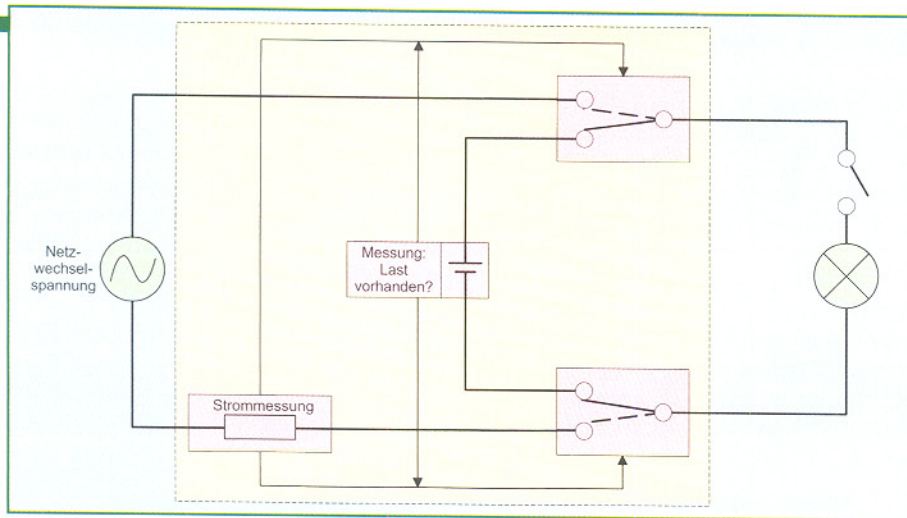 Netz-
wechsel-
spannung
Messung:
Last
vorhanden?
Strommessung